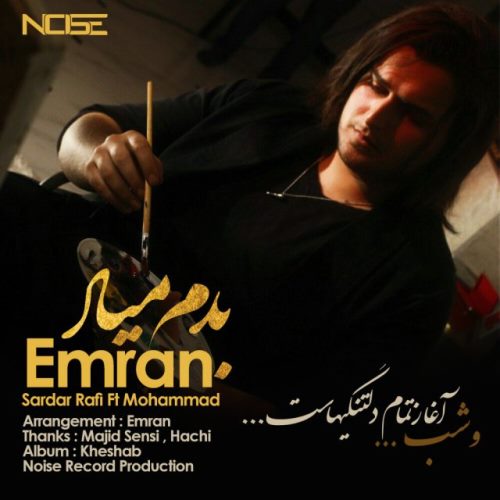 NOISE
بدم میاد
Emran
Sardar Rafi Ft Mohammad
Arrangement : Emran
Thanks : Majid Sensi , Hachi
Album : Kheshab
Noise Record Production
آغاز تمام دلتنگیهاست...
و شب...